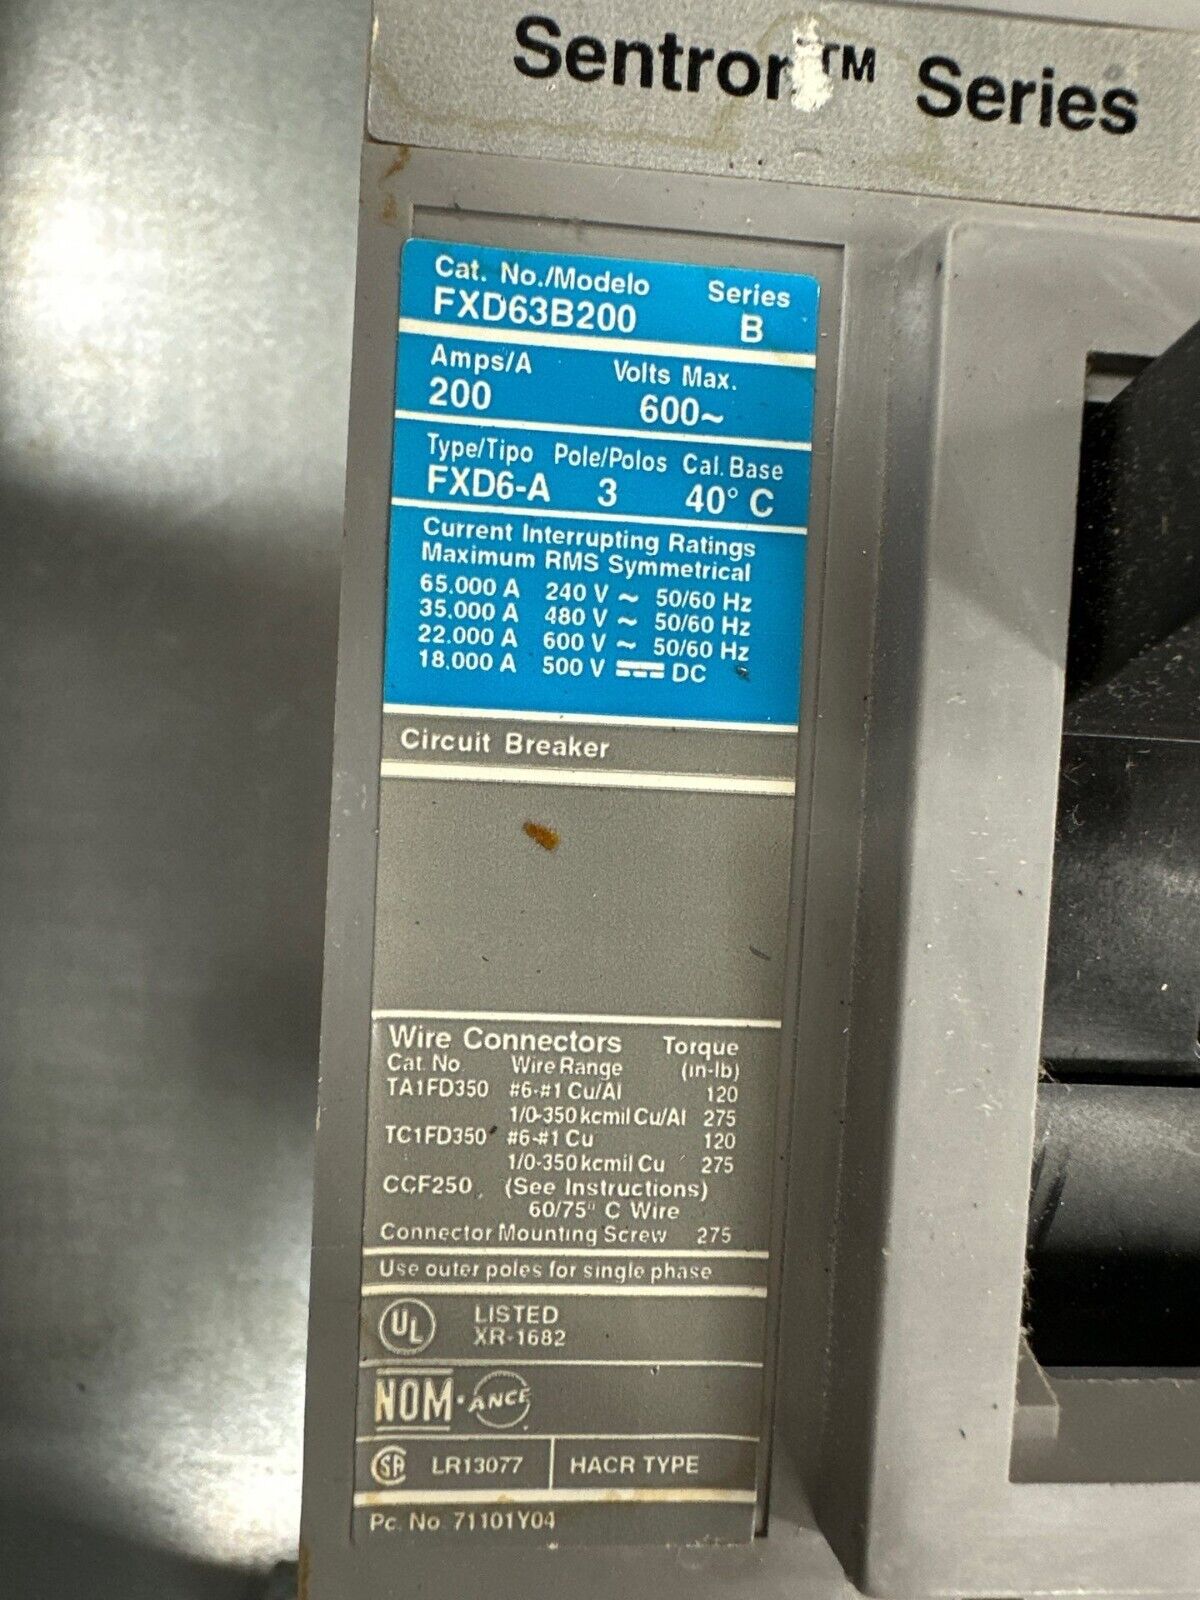 Sentron™ Series
Cat. No./Modelo Series
FXD63B200 B
Amps/A Volts Max.
200 600~
Type/Tipo Pole/Polos Cal. Base
FXD6-A 3 40° C
Current Interrupting Ratings
Maximum RMS Symmetrical
65.000 A 240 V ~ 50/60 Hz
35.000 A 480 V ~ 50/60 Hz
22.000 A 600 V ~ 50/60 Hz
18.000 A 500 V ⎓ DC
Circuit Breaker
Wire Connectors Torque
Cat. No. Wire Range (in-lb)
TA1FD350 #6-#1 Cu/Al 120
1/0-350 kcmil Cu/Al 275
TC1FD350 #6-#1 Cu 120
1/0-350 kcmil Cu 275
CCF250 (See Instructions)
60/75° C Wire
Connector Mounting Screw 275
Use outer poles for single phase
UL LISTED
XR-1682
NOM-ANCE
SA LR13077 HACR TYPE
Pc. No. 71101Y04